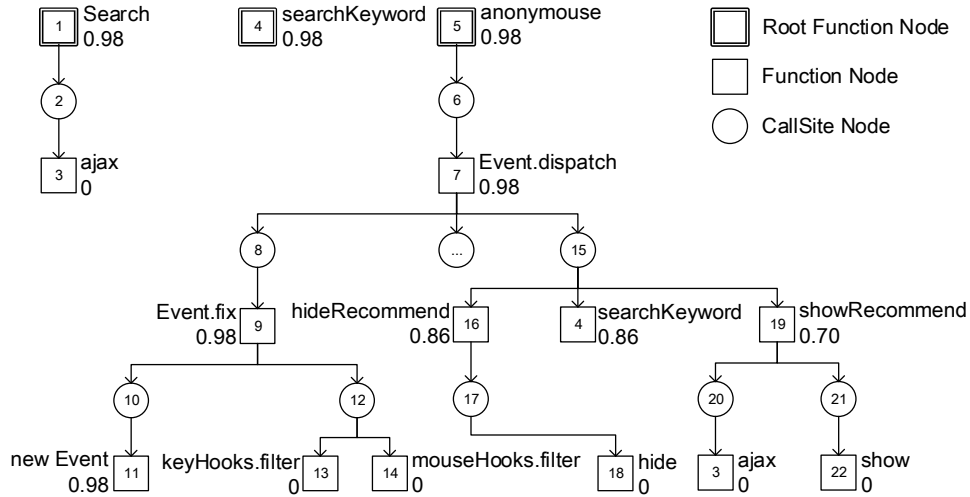 1 Search
0.98
4 searchKeyword
0.98
5 anonymouse
0.98
Root Function Node
Function Node
CallSite Node
2
6
3 ajax
0
7 Event.dispatch
0.98
8
...
15
Event.fix 9
0.98
hideRecommend 16
0.86
4 searchKeyword
0.86
19 showRecommend
0.70
10
12
17
20
21
new Event 11
0.98
keyHooks.filter 13
0
14 mouseHooks.filter
0
18 hide
0
3 ajax
0
22 show
0